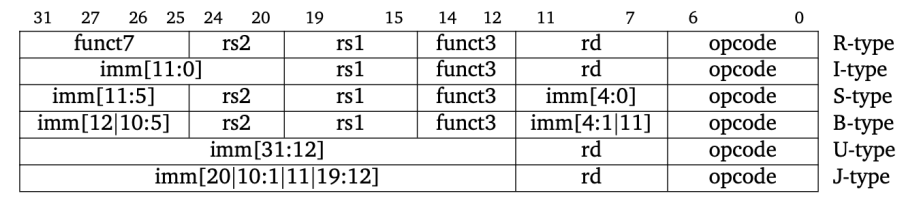 31 27 26 25 24 20 19 15 14 12 11 7 6 0
funct7 rs2 rs1 funct3 rd opcode R-type
imm[11:0] rs1 funct3 rd opcode I-type
imm[11:5] rs2 rs1 funct3 imm[4:0] opcode S-type
imm[12|10:5] rs2 rs1 funct3 imm[4:1|11] opcode B-type
imm[31:12] rd opcode U-type
imm[20|10:1|11|19:12] rd opcode J-type